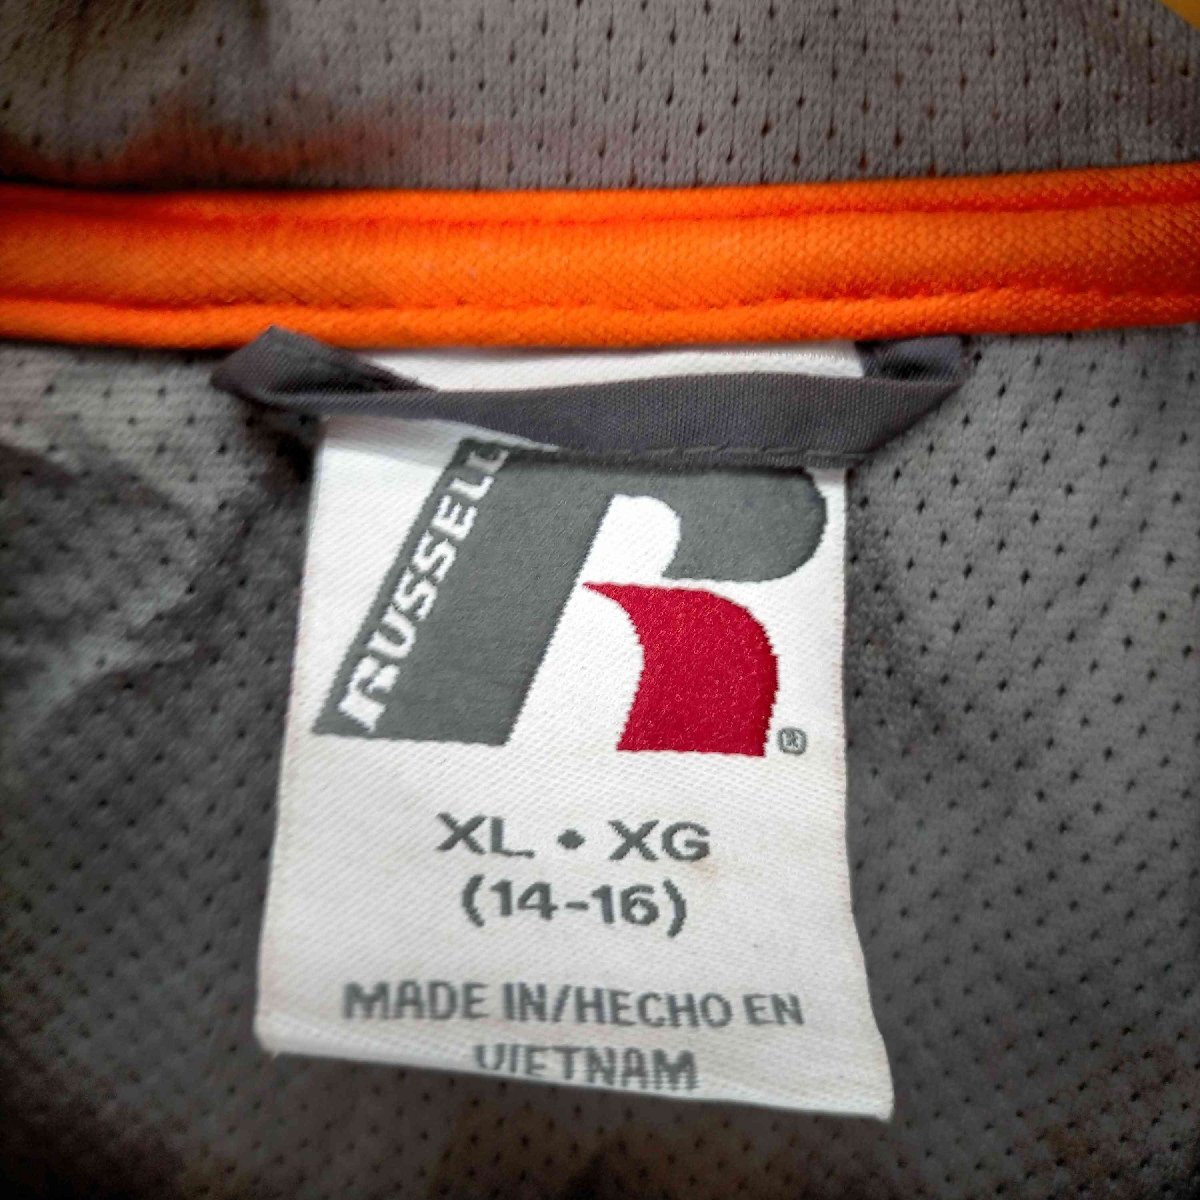 RUSSELL
R
®
XL • XG
(14-16)
MADE IN/HECHO EN
VIETNAM